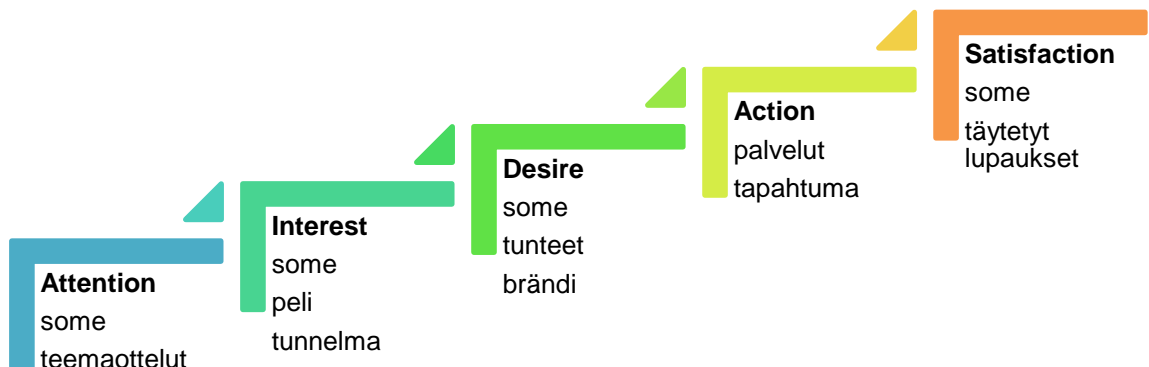 Attention
some
teemaottelut
Interest
some
peli
tunnelma
Desire
some
tunteet
brändi
Action
palvelut
tapahtuma
Satisfaction
some
täytetyt
lupaukset